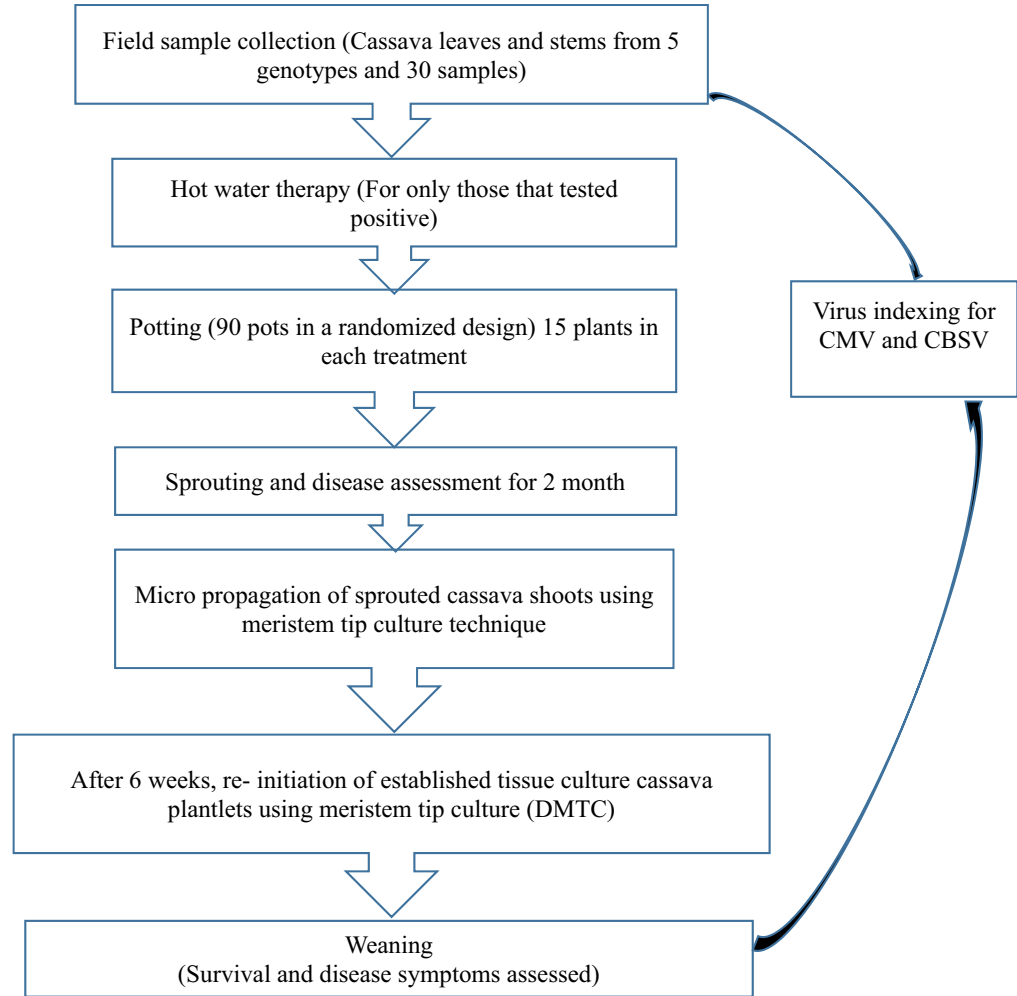 Field sample collection (Cassava leaves and stems from 5
genotypes and 30 samples)
Hot water therapy (For only those that tested
positive)
Potting (90 pots in a randomized design) 15 plants in
each treatment
Sprouting and disease assessment for 2 month
Micro propagation of sprouted cassava shoots using
meristem tip culture technique
After 6 weeks, re- initiation of established tissue culture cassava
plantlets using meristem tip culture (DMTC)
Weaning
(Survival and disease symptoms assessed)
Virus indexing for
CMV and CBSV